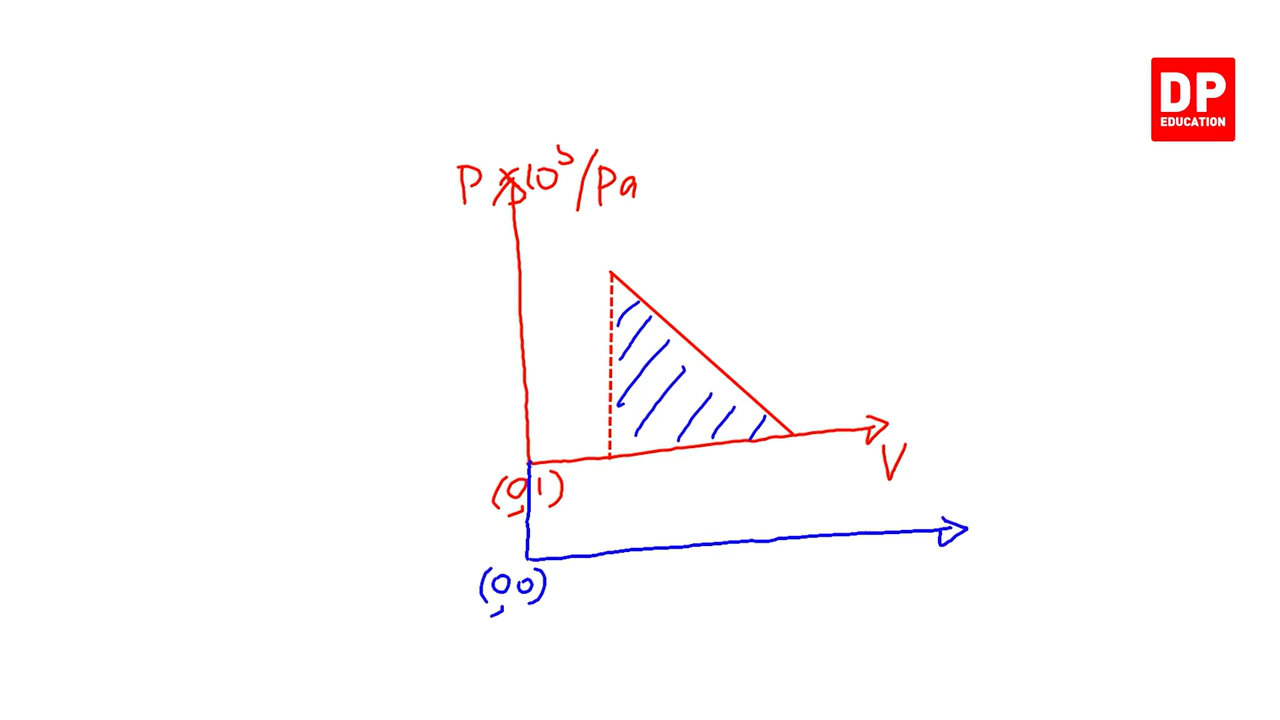 DP
EDUCATION
P × 10⁵/Pa
V
(0,1)
(0,0)